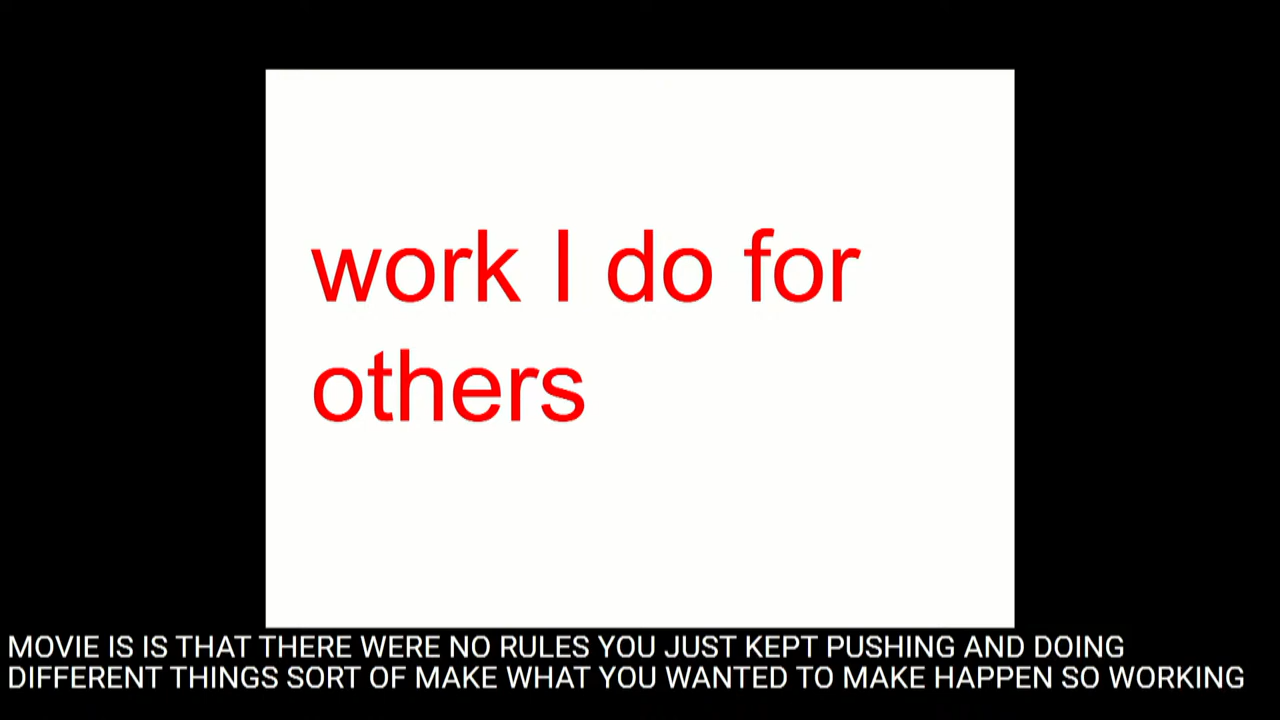 work I do for
others
MOVIE IS IS THAT THERE WERE NO RULES YOU JUST KEPT PUSHING AND DOING
DIFFERENT THINGS SORT OF MAKE WHAT YOU WANTED TO MAKE HAPPEN SO WORKING